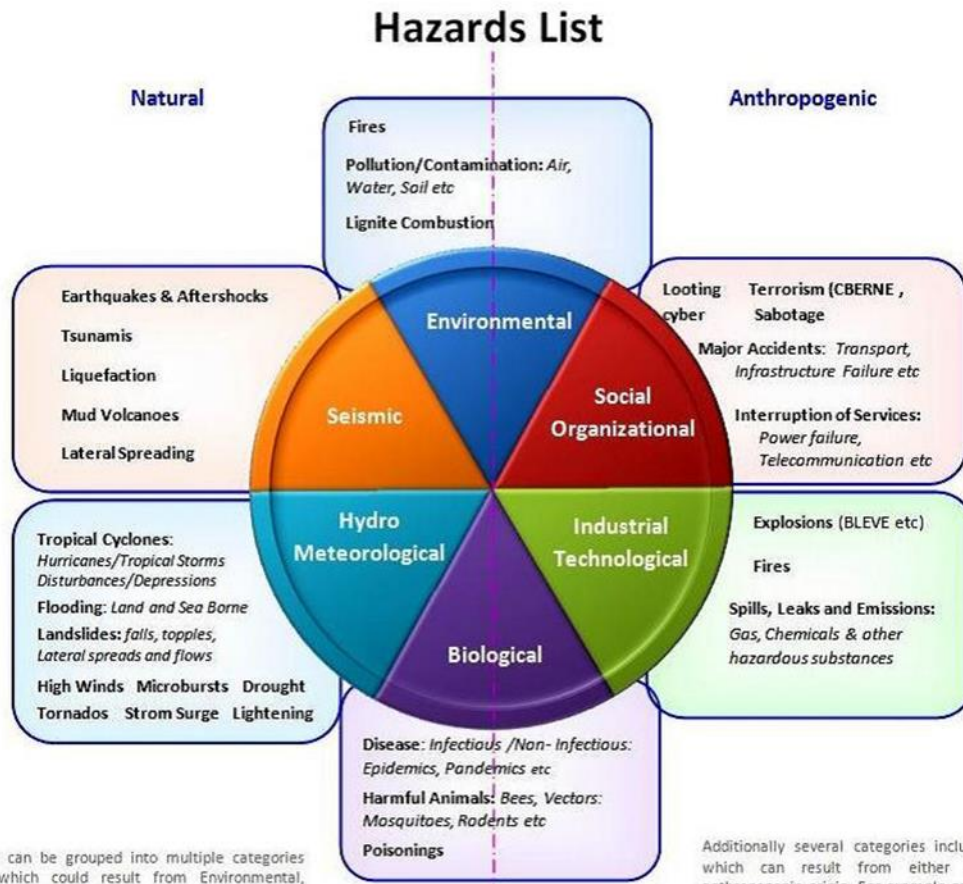 Hazards List
Natural
Anthropogenic
Fires
Pollution/Contamination: Air,
Water, Soil etc
Lignite Combustion
Earthquakes & Aftershocks
Tsunamis
Liquefaction
Mud Volcanoes
Lateral Spreading
Looting Terrorism (CBERNE ,
cyber Sabotage
Major Accidents: Transport,
Infrastructure Failure etc
Interruption of Services:
Power failure,
Telecommunication etc
Environmental
Seismic
Social
Organizational
Hydro
Meteorological
Industrial
Technological
Biological
Tropical Cyclones:
Hurricanes/Tropical Storms
Disturbances/Depressions
Flooding: Land and Sea Borne
Landslides: falls, topples,
Lateral spreads and flows
High Winds Microbursts Drought
Tornados Strom Surge Lightening
Explosions (BLEVE etc)
Fires
Spills, Leaks and Emissions:
Gas, Chemicals & other
hazardous substances
Disease: Infectious /Non- Infectious:
Epidemics, Pandemics etc
Harmful Animals: Bees, Vectors:
Mosquitoes, Rodents etc
Poisonings
can be grouped into multiple categories
which could result from Environmental,
Additionally several categories
which can result from either